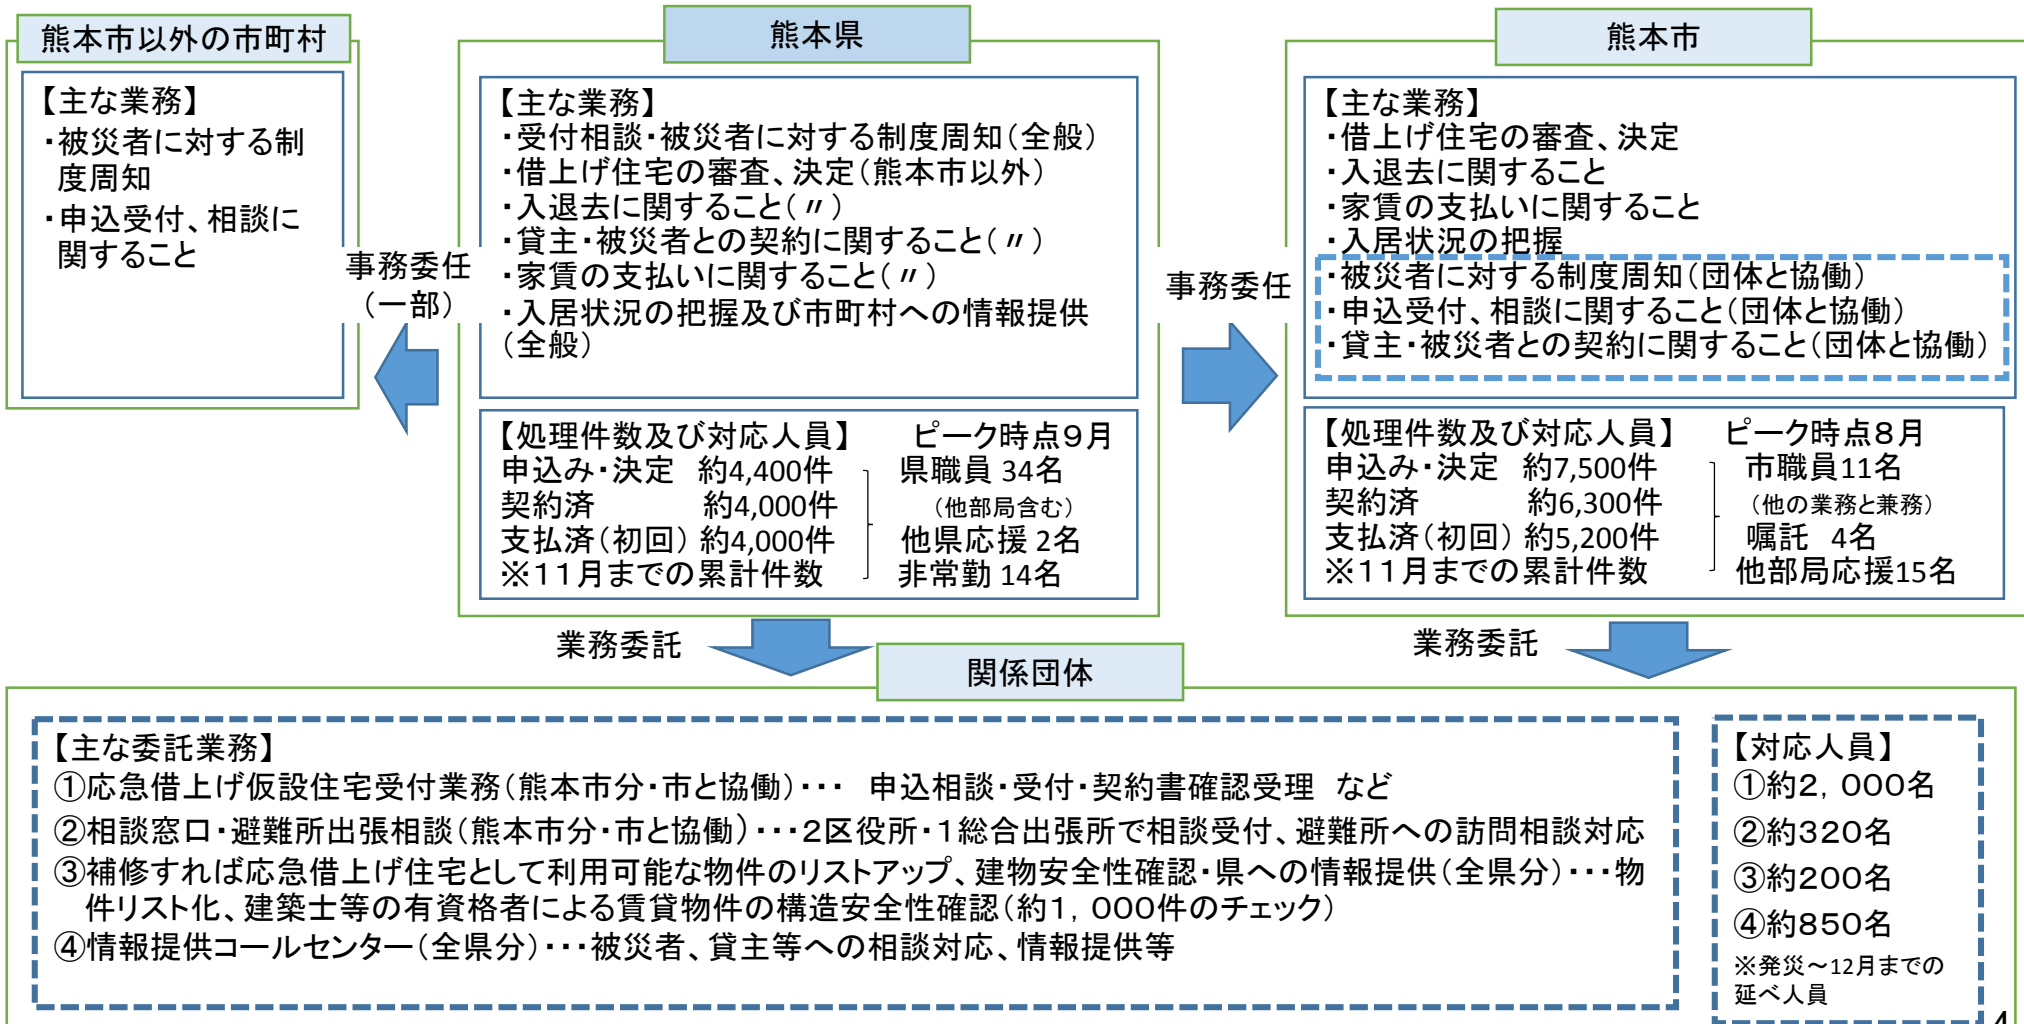 熊本市以外の市町村
【主な業務】
・被災者に対する制
度周知
・申込受付、相談に
関すること
事務委任
（一部）
熊本県
【主な業務】
・受付相談・被災者に対する制度周知（全般）
・借上げ住宅の審査、決定（熊本市以外）
・入退去に関すること（〃）
・貸主・被災者との契約に関すること（〃）
・家賃の支払いに関すること（〃）
・入居状況の把握及び市町村への情報提供
（全般）
【処理件数及び対応人員】 ピーク時点９月
申込み・決定 約4,400件 県職員 34名
契約済 約4,000件 （他部局含む）
支払済（初回） 約4,000件 他県応援 2名
※１１月までの累計件数 非常勤 14名
事務委任
熊本市
【主な業務】
・借上げ住宅の審査、決定
・入退去に関すること
・家賃の支払いに関すること
・入居状況の把握
・被災者に対する制度周知（団体と協働）
・申込受付、相談に関すること（団体と協働）
・貸主・被災者との契約に関すること（団体と協働）
【処理件数及び対応人員】 ピーク時点８月
申込み・決定 約7,500件 市職員11名
契約済 約6,300件 （他の業務と兼務）
支払済（初回） 約5,200件 嘱託 4名
※１１月までの累計件数 他部局応援15名
業務委託
業務委託
関係団体
【主な委託業務】
①応急借上げ仮設住宅受付業務（熊本市分・市と協働）・・・ 申込相談・受付・契約書確認受理 など
②相談窓口・避難所出張相談（熊本市分・市と協働）・・・２区役所・１総合出張所で相談受付、避難所への訪問相談対応
③補修すれば応急借上げ住宅として利用可能な物件のリストアップ、建物安全性確認・県への情報提供（全県分）・・・物
件リスト化、建築士等の有資格者による賃貸物件の構造安全性確認（約１，０００件のチェック）
④情報提供コールセンター（全県分）・・・被災者、貸主等への相談対応、情報提供等
【対応人員】
①約２，０００名
②約３２０名
③約２００名
④約８５０名
※発災～12月までの
延べ人員
4